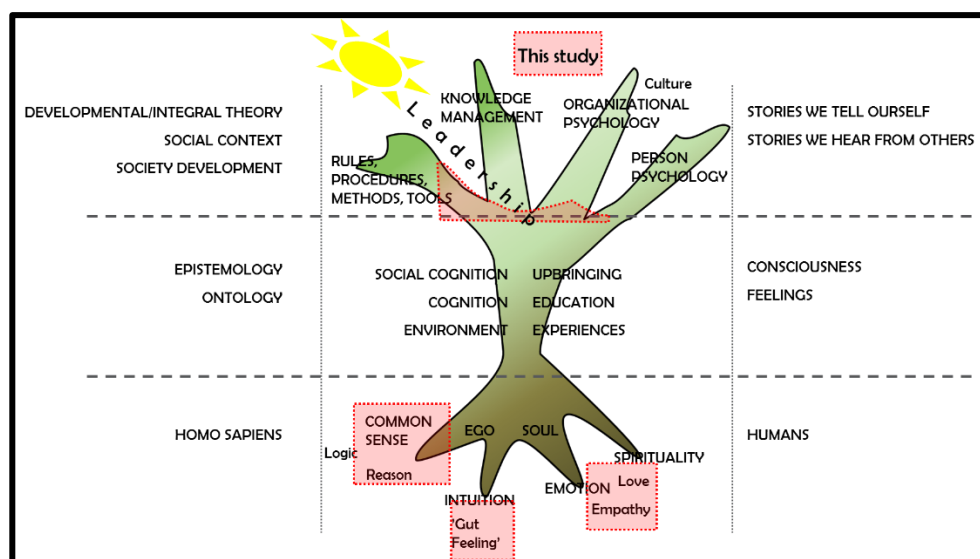 This study
Culture
KNOWLEDGE
MANAGEMENT
ORGANIZATIONAL
PSYCHOLOGY
DEVELOPMENTAL/INTEGRAL THEORY
SOCIAL CONTEXT
SOCIETY DEVELOPMENT
Leadership
STORIES WE TELL OURSELF
STORIES WE HEAR FROM OTHERS
RULES,
PROCEDURES,
METHODS, TOOLS
PERSON
PSYCHOLOGY
EPISTEMOLOGY
ONTOLOGY
SOCIAL COGNITION
COGNITION
ENVIRONMENT
UPBRINGING
EDUCATION
EXPERIENCES
CONSCIOUSNESS
FEELINGS
HOMO SAPIENS
Logic
COMMON
SENSE
Reason
EGO
SOUL
INTUITION
'Gut
Feeling'
EMOTION
SPIRITUALITY
Love
Empathy
HUMANS